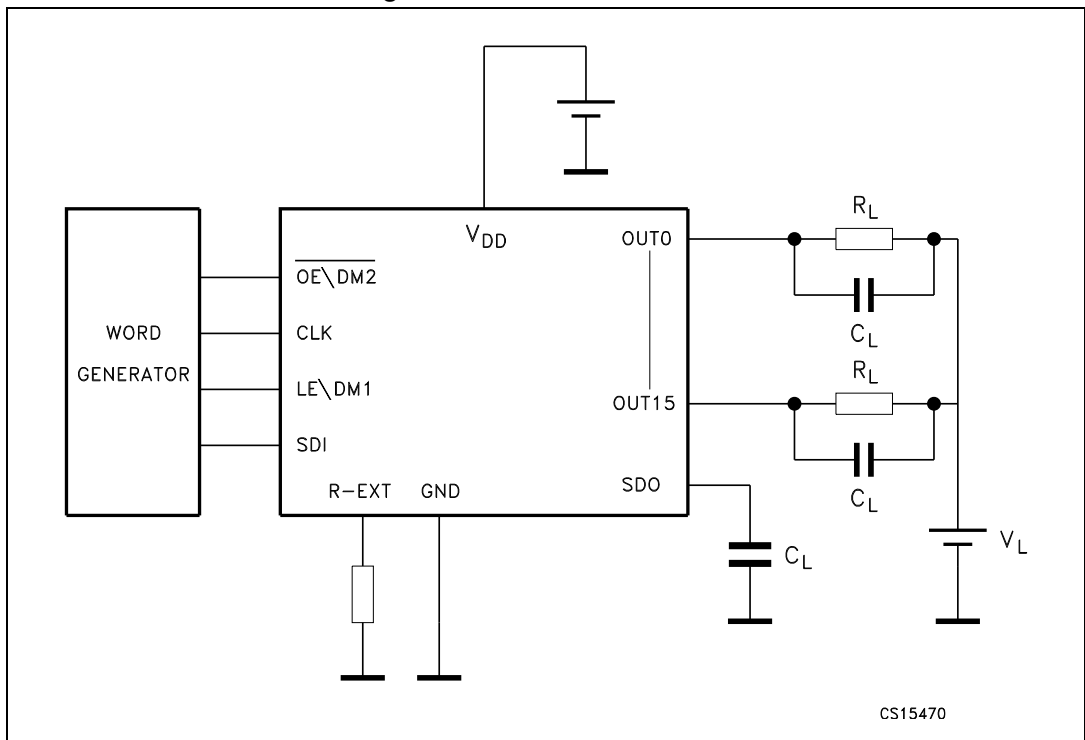 V_DD
R_L
OUT0
OE\DM2
WORD
GENERATOR
CLK
C_L
R_L
LE\DM1
OUT15
SDI
C_L
SDO
R-EXT
GND
V_L
C_L
CS15470